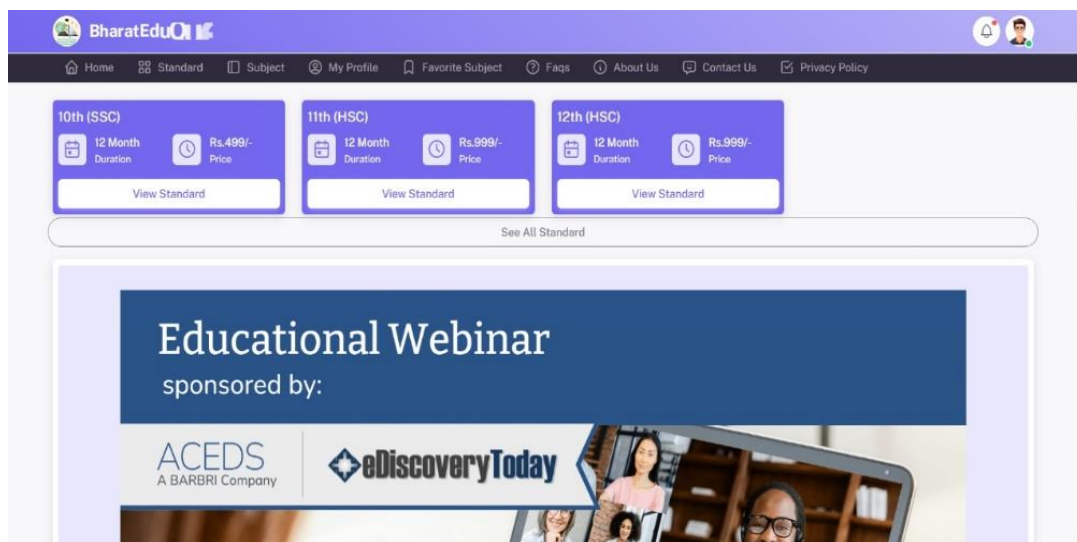 BharatEdu
Home Standard Subject My Profile Favorite Subject Faqs About Us Contact Us Privacy Policy
10th (SSC)
12 Month
Duration
Rs.499/-
Price
View Standard
11th (HSC)
12 Month
Duration
Rs.999/-
Price
View Standard
12th (HSC)
12 Month
Duration
Rs.999/-
Price
View Standard
See All Standard
Educational Webinar
sponsored by:
ACEDS
A BARBRI Company
eDiscoveryToday